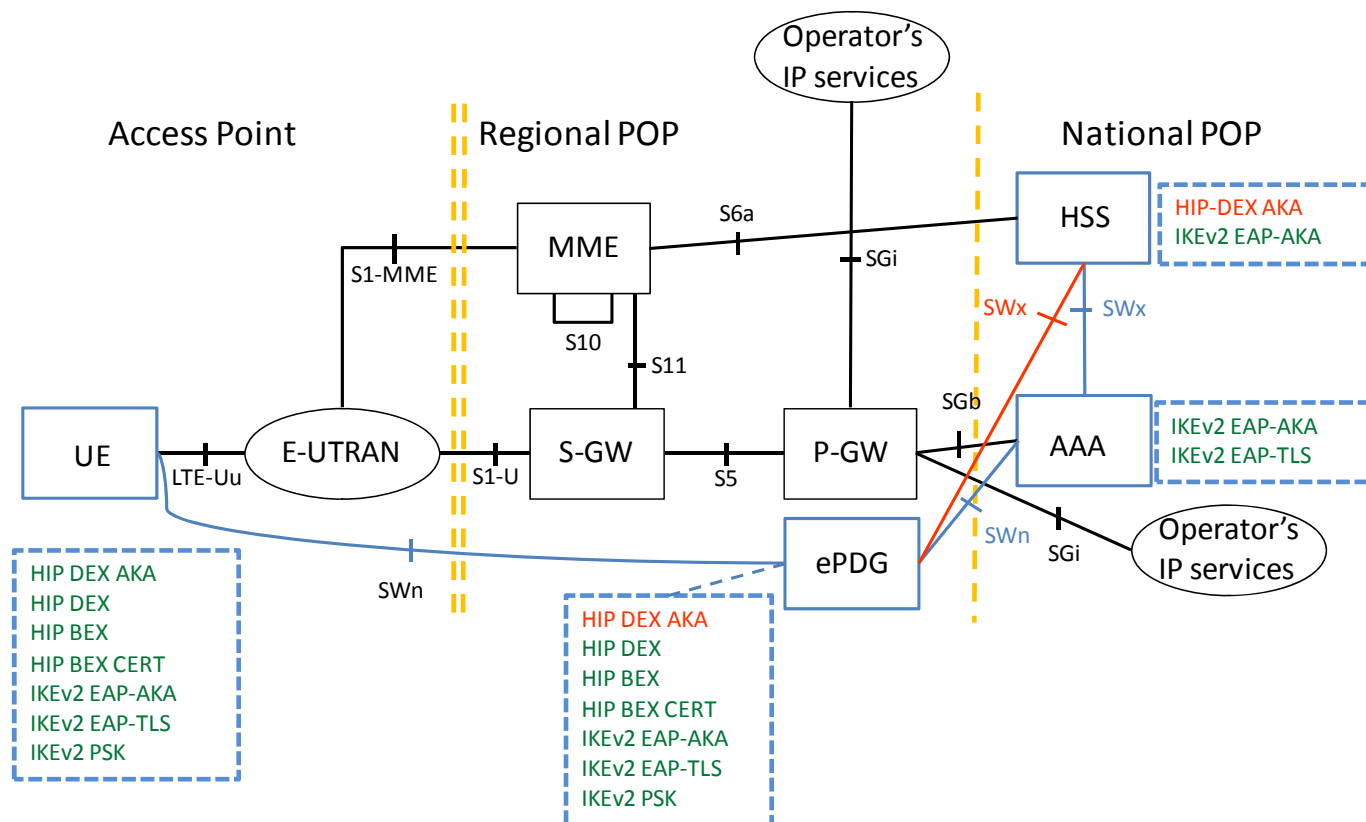 Operator's
IP services
Access Point
Regional POP
National POP
HSS
HIP-DEX AKA
IKEv2 EAP-AKA
S6a
MME
S1-MME
SGi
SWx
SWx
S10
S11
SGb
UE
LTE-Uu
E-UTRAN
S1-U
S-GW
S5
P-GW
AAA
IKEv2 EAP-AKA
IKEv2 EAP-TLS
SWn
SGi
Operator's
IP services
ePDG
SWn
HIP DEX AKA
HIP DEX
HIP BEX
HIP BEX CERT
IKEv2 EAP-AKA
IKEv2 EAP-TLS
IKEv2 PSK
HIP DEX AKA
HIP DEX
HIP BEX
HIP BEX CERT
IKEv2 EAP-AKA
IKEv2 EAP-TLS
IKEv2 PSK